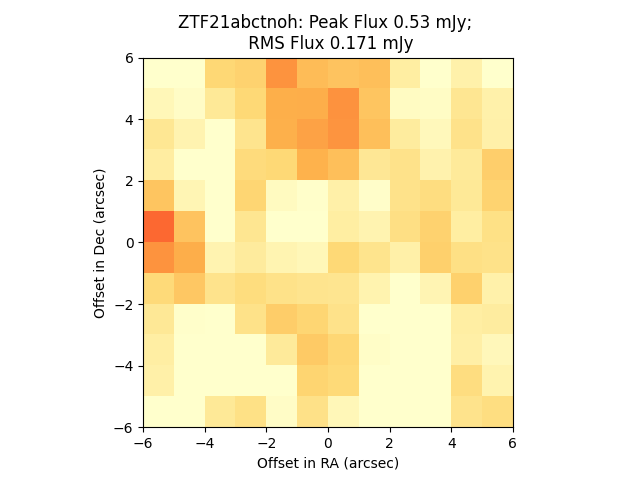 ZTF21abctnoh: Peak Flux 0.53 mJy;
RMS Flux 0.171 mJy
6
4
2
0
−2
−4
−6
Offset in Dec (arcsec)
−6 −4 −2 0 2 4 6
Offset in RA (arcsec)